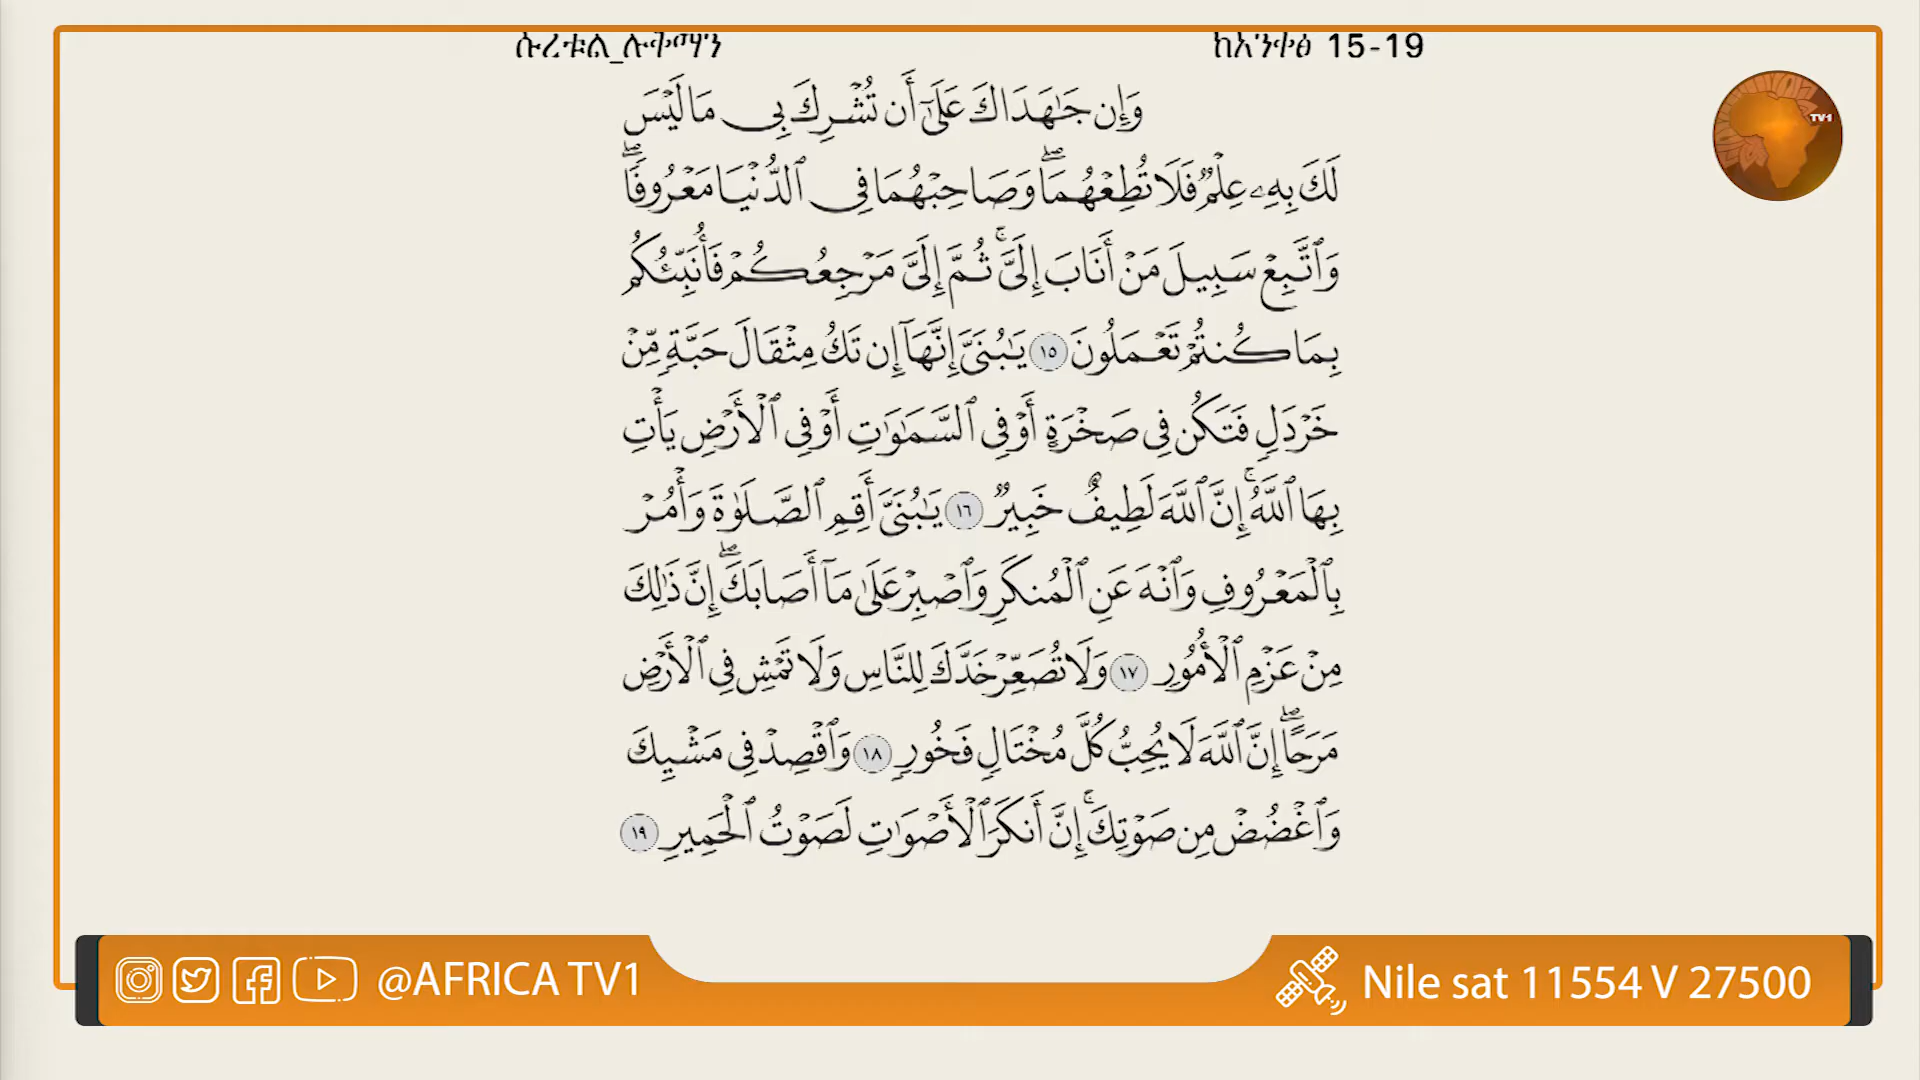 ሱረቱል_ሉቅማን
ከአንቀፅ 15-19
TV1
وَإِن جَٰهَدَاكَ عَلَىٰٓ أَن تُشْرِكَ بِى مَا لَيْسَ
لَكَ بِهِۦ عِلْمٌ فَلَا تُطِعْهُمَا ۖ وَصَاحِبْهُمَا فِى ٱلدُّنْيَا مَعْرُوفًا ۖ
وَٱتَّبِعْ سَبِيلَ مَنْ أَنَابَ إِلَىَّ ۚ ثُمَّ إِلَىَّ مَرْجِعُكُمْ فَأُنَبِّئُكُم
بِمَا كُنتُمْ تَعْمَلُونَ ١٥ يَٰبُنَىَّ إِنَّهَآ إِن تَكُ مِثْقَالَ حَبَّةٍ مِّنْ
خَرْدَلٍ فَتَكُن فِى صَخْرَةٍ أَوْ فِى ٱلسَّمَٰوَٰتِ أَوْ فِى ٱلْأَرْضِ يَأْتِ
بِهَا ٱللَّهُ ۚ إِنَّ ٱللَّهَ لَطِيفٌ خَبِيرٌ ١٦ يَٰبُنَىَّ أَقِمِ ٱلصَّلَوٰةَ وَأْمُرْ
بِٱلْمَعْرُوفِ وَٱنْهَ عَنِ ٱلْمُنكَرِ وَٱصْبِرْ عَلَىٰ مَآ أَصَابَكَ ۖ إِنَّ ذَٰلِكَ
مِنْ عَزْمِ ٱلْأُمُورِ ١٧ وَلَا تُصَعِّرْ خَدَّكَ لِلنَّاسِ وَلَا تَمْشِ فِى ٱلْأَرْضِ
مَرَحًا ۖ إِنَّ ٱللَّهَ لَا يُحِبُّ كُلَّ مُخْتَالٍ فَخُورٍ ١٨ وَٱقْصِدْ فِى مَشْيِكَ
وَٱغْضُضْ مِن صَوْتِكَ ۚ إِنَّ أَنكَرَ ٱلْأَصْوَٰتِ لَصَوْتُ ٱلْحَمِيرِ ١٩
@AFRICA TV1
Nile sat 11554 V 27500